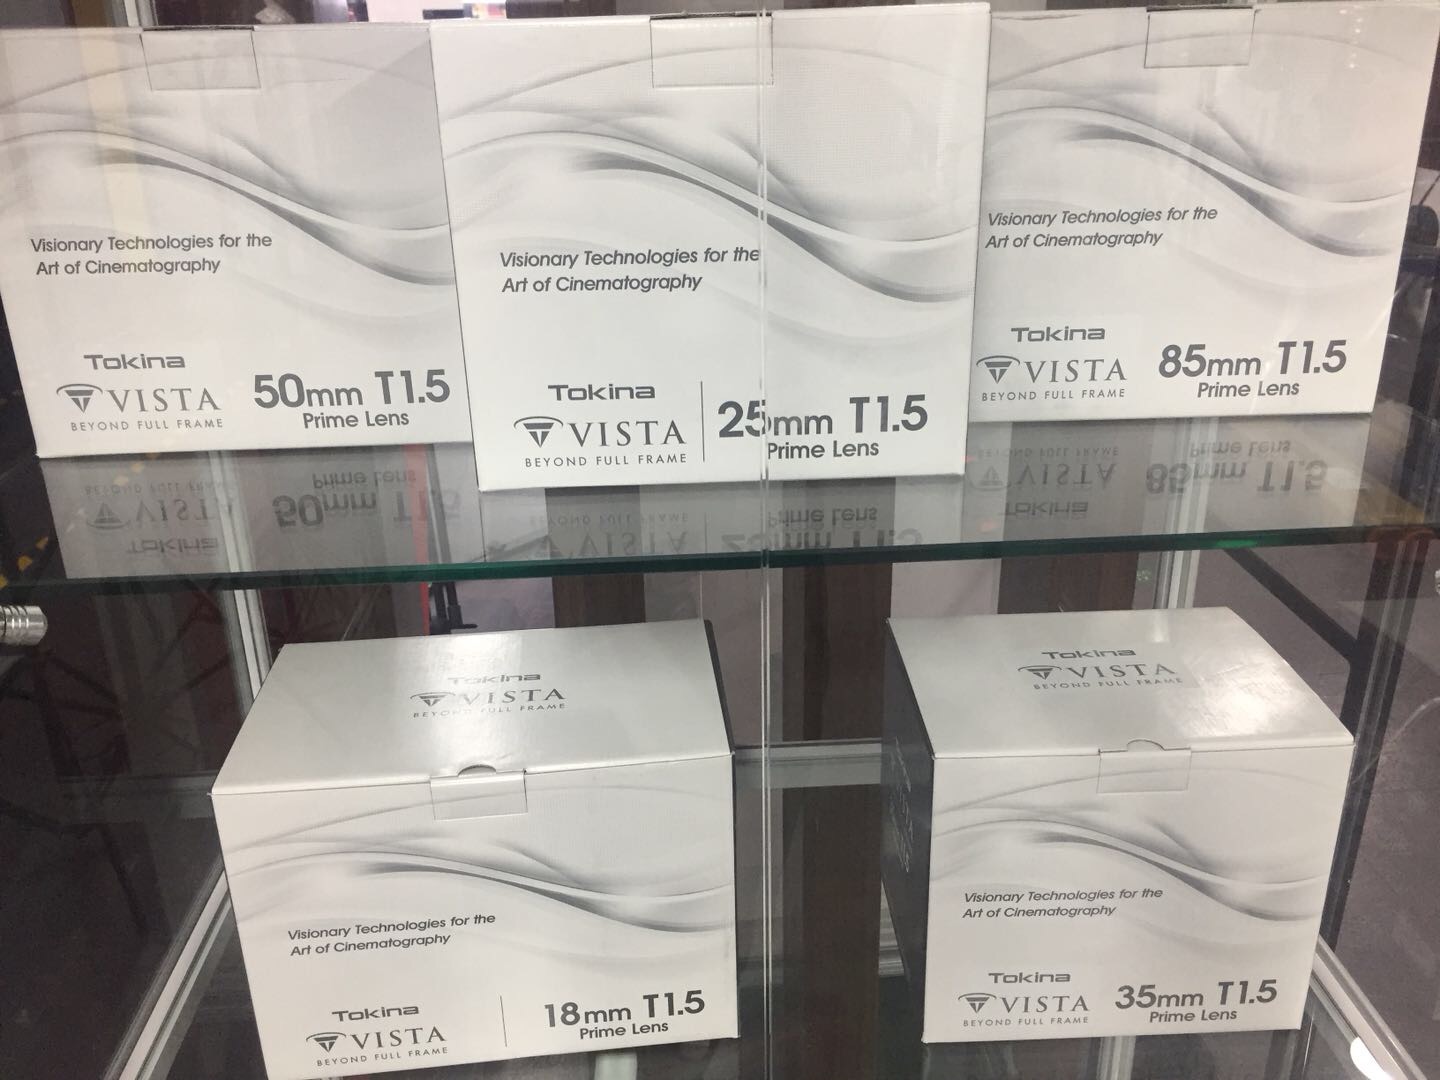 Visionary Technologies for the
Art of Cinematography
Tokina
VISTA
BEYOND FULL FRAME
50mm T1.5
Prime Lens
Visionary Technologies for the
Art of Cinematography
Tokina
VISTA
BEYOND FULL FRAME
25mm T1.5
Prime Lens
Visionary Technologies for the
Art of Cinematography
Tokina
VISTA
BEYOND FULL FRAME
85mm T1.5
Prime Lens
Tokina
VISTA
BEYOND FULL FRAME
Visionary Technologies for the
Art of Cinematography
Tokina
VISTA
BEYOND FULL FRAME
18mm T1.5
Prime Lens
Tokina
VISTA
BEYOND FULL FRAME
Visionary Technologies for the
Art of Cinematography
Tokina
VISTA
BEYOND FULL FRAME
35mm T1.5
Prime Lens